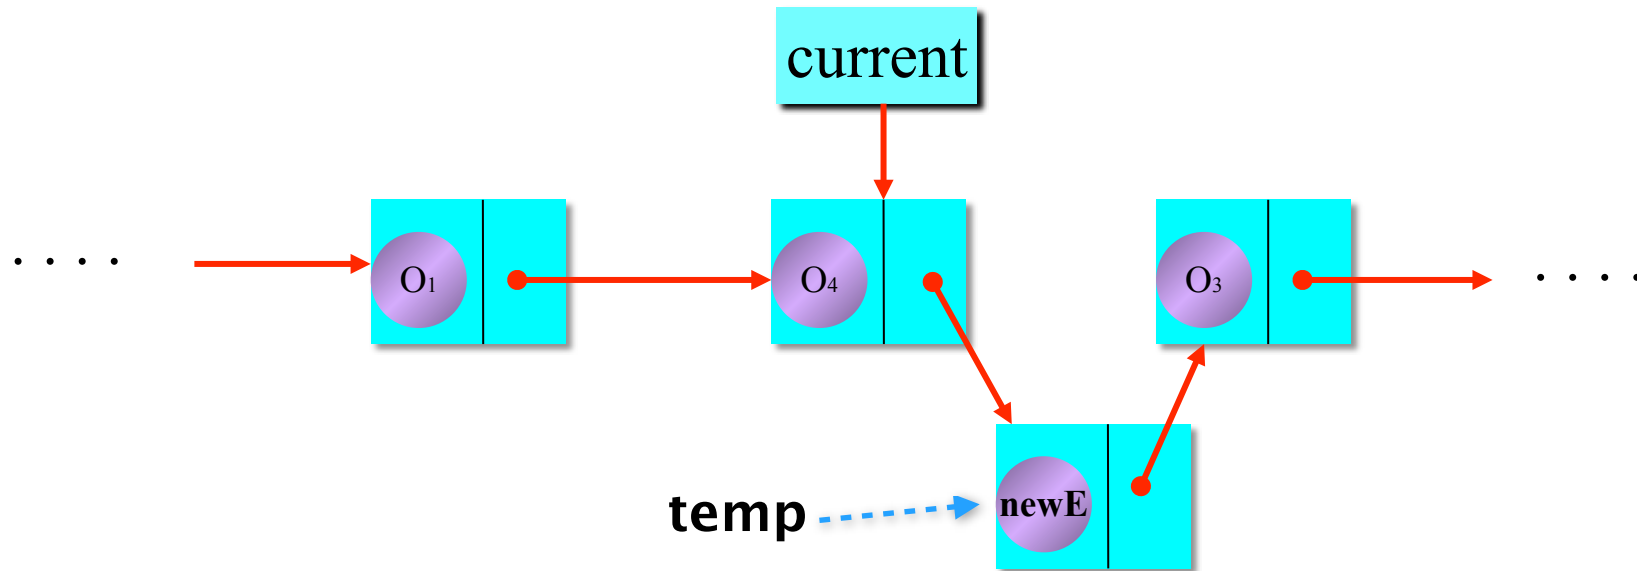 current
. . . .
O1
O4
O3
. . . .
temp
newE